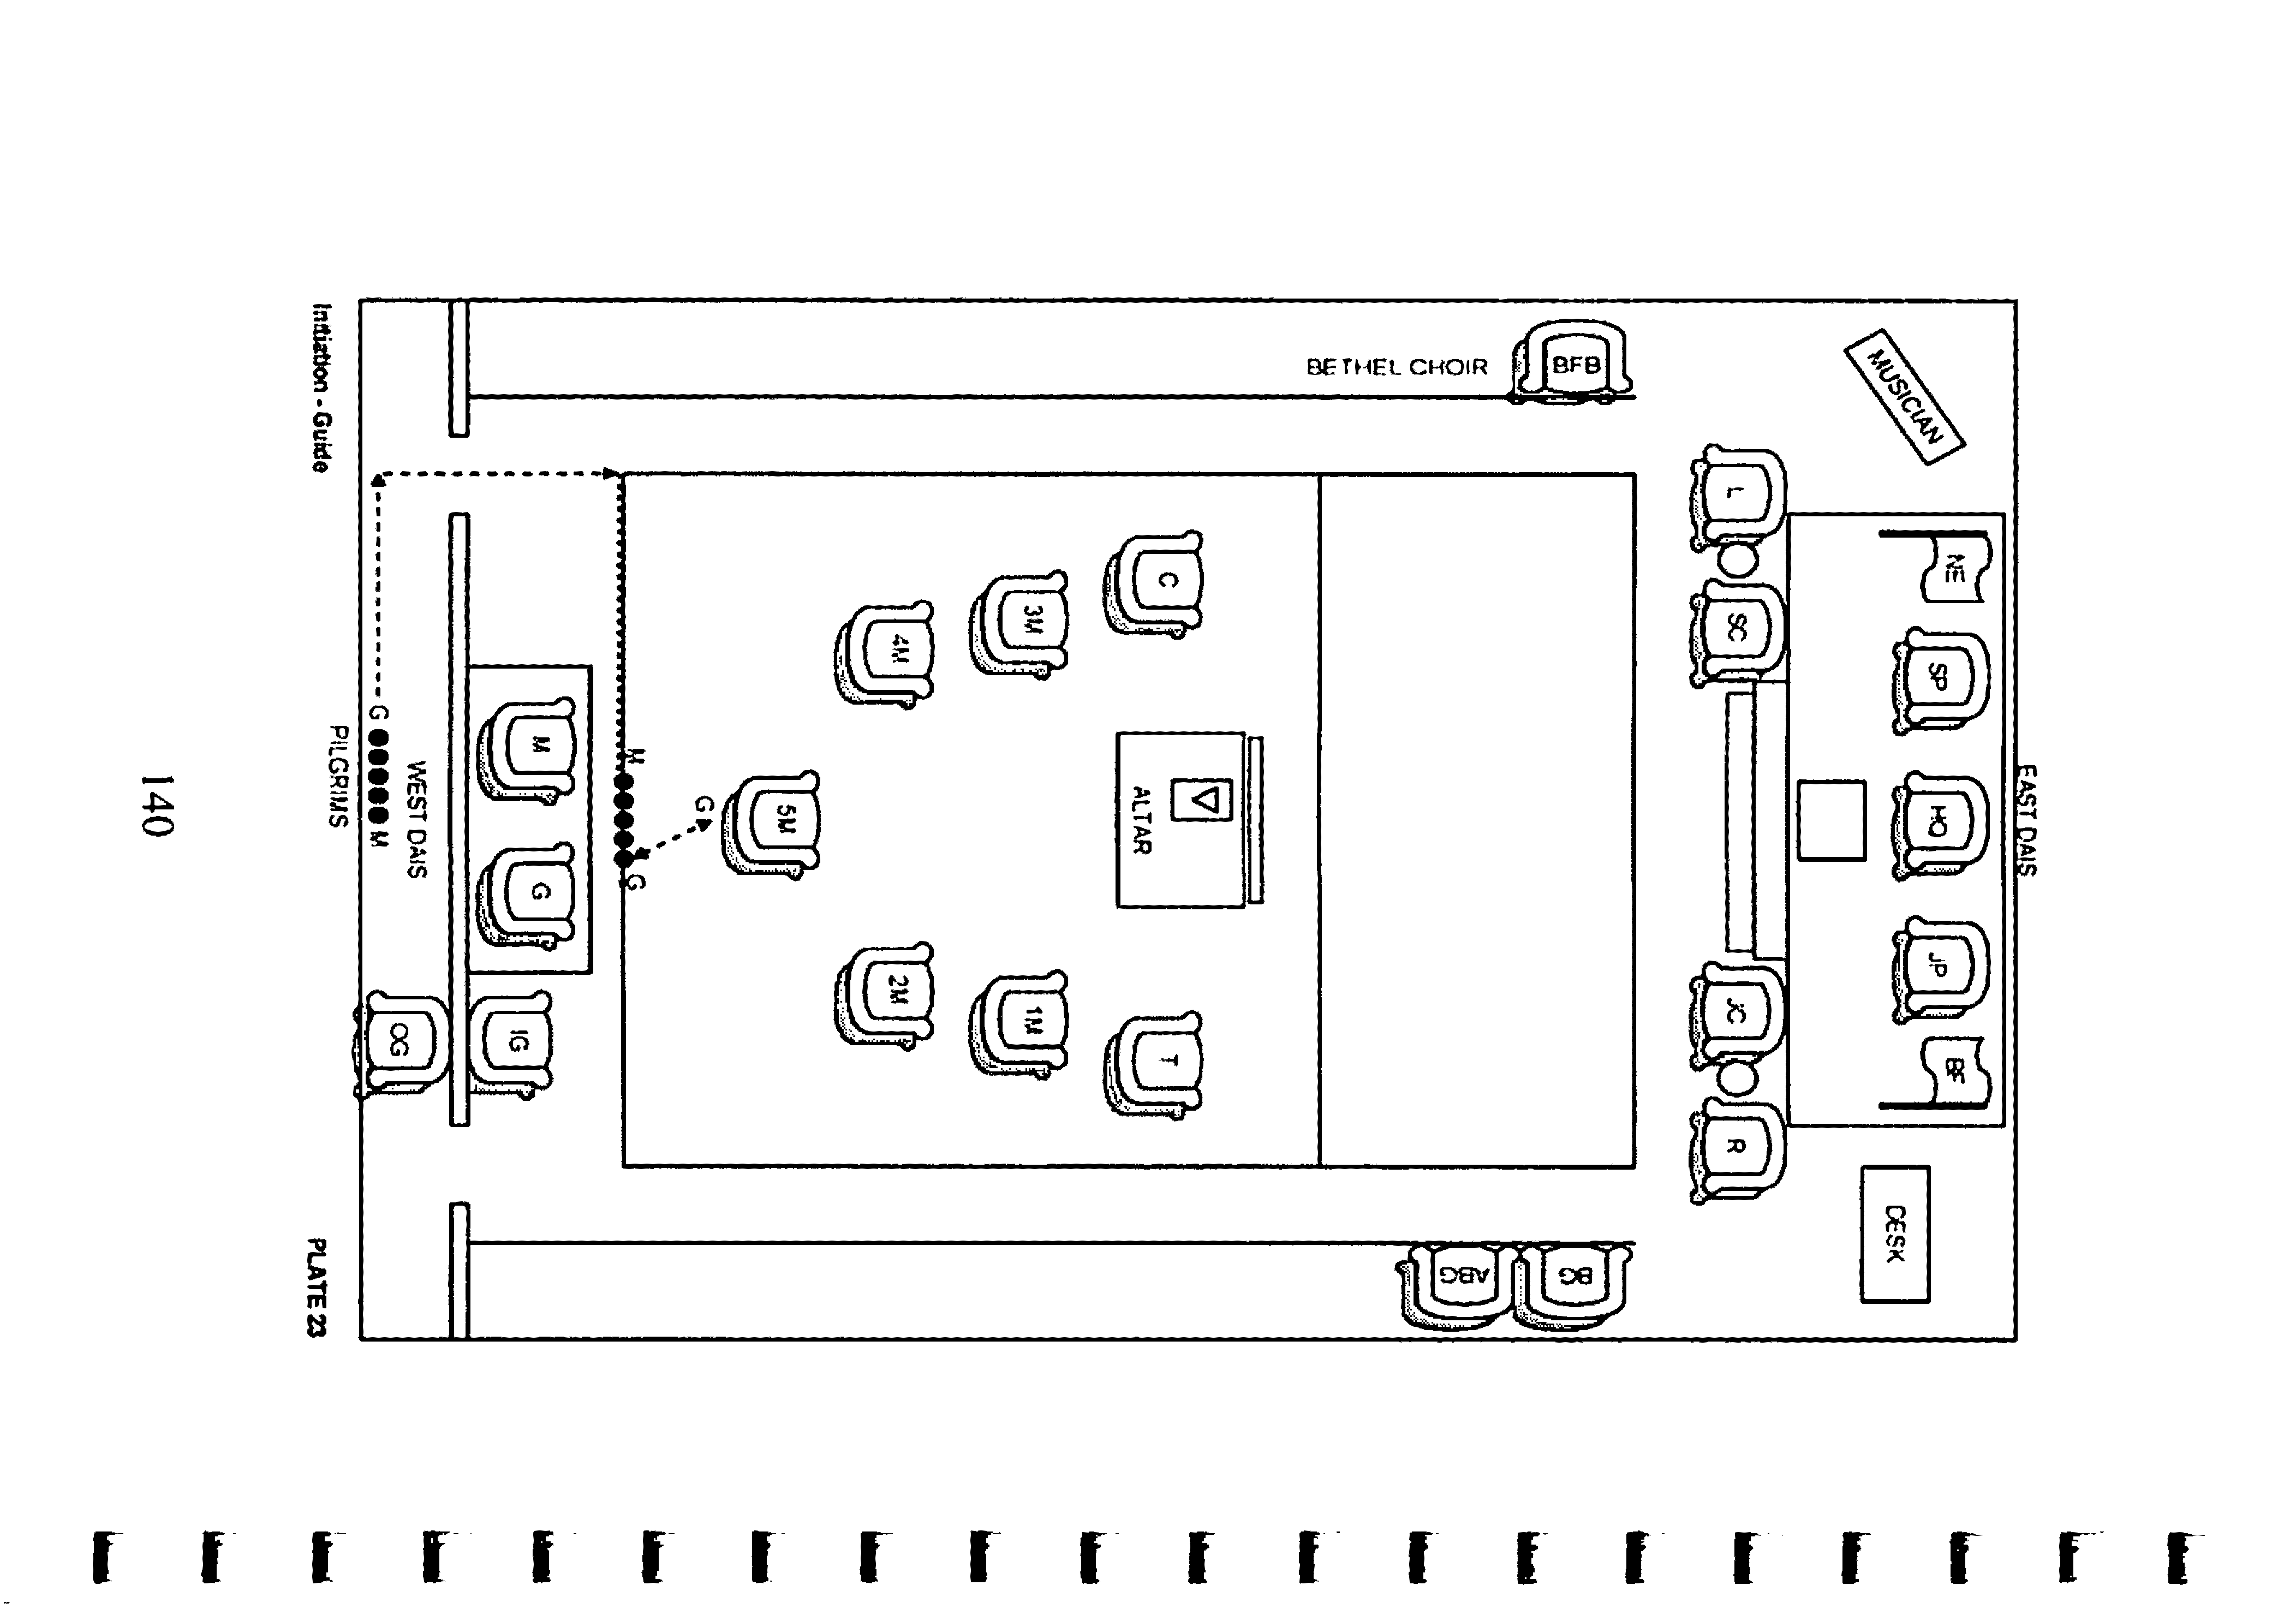 EAST DAIS
MUSICIAN
NE
SP
HQ
JP
BF
DESK
L
SC
JC
R
BFB
BETHEL CHOIR
BG
ABG
ALTAR
C
T
3M
1M
4M
2M
5M
G
M
G
M
G
IG
OG
WEST DAIS
G
M
PILGRIMS
Initiation - Guide
PLATE 23
140